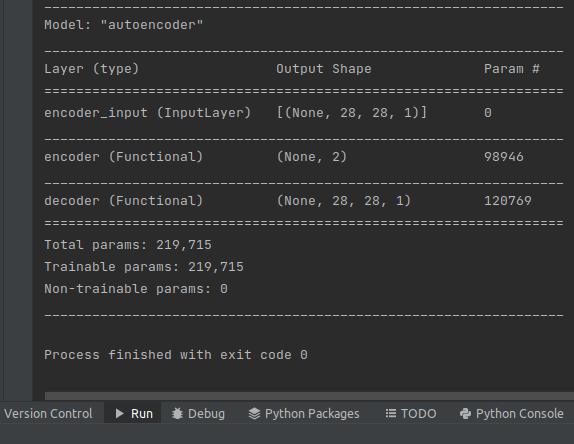 Model: "autoencoder"
Layer (type) Output Shape Param #
encoder_input (InputLayer) [(None, 28, 28, 1)] 0
encoder (Functional) (None, 2) 98946
decoder (Functional) (None, 28, 28, 1) 120769
Total params: 219,715
Trainable params: 219,715
Non-trainable params: 0
Process finished with exit code 0
Version Control Run Debug Python Packages TODO Python Console